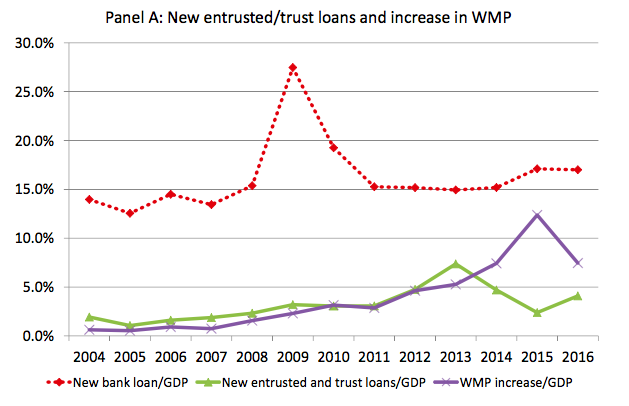 Panel A: New entrusted/trust loans and increase in WMP
30.0%
25.0%
20.0%
15.0%
10.0%
5.0%
0.0%
2004 2005 2006 2007 2008 2009 2010 2011 2012 2013 2014 2015 2016
New bank loan/GDP New entrusted and trust loans/GDP WMP increase/GDP